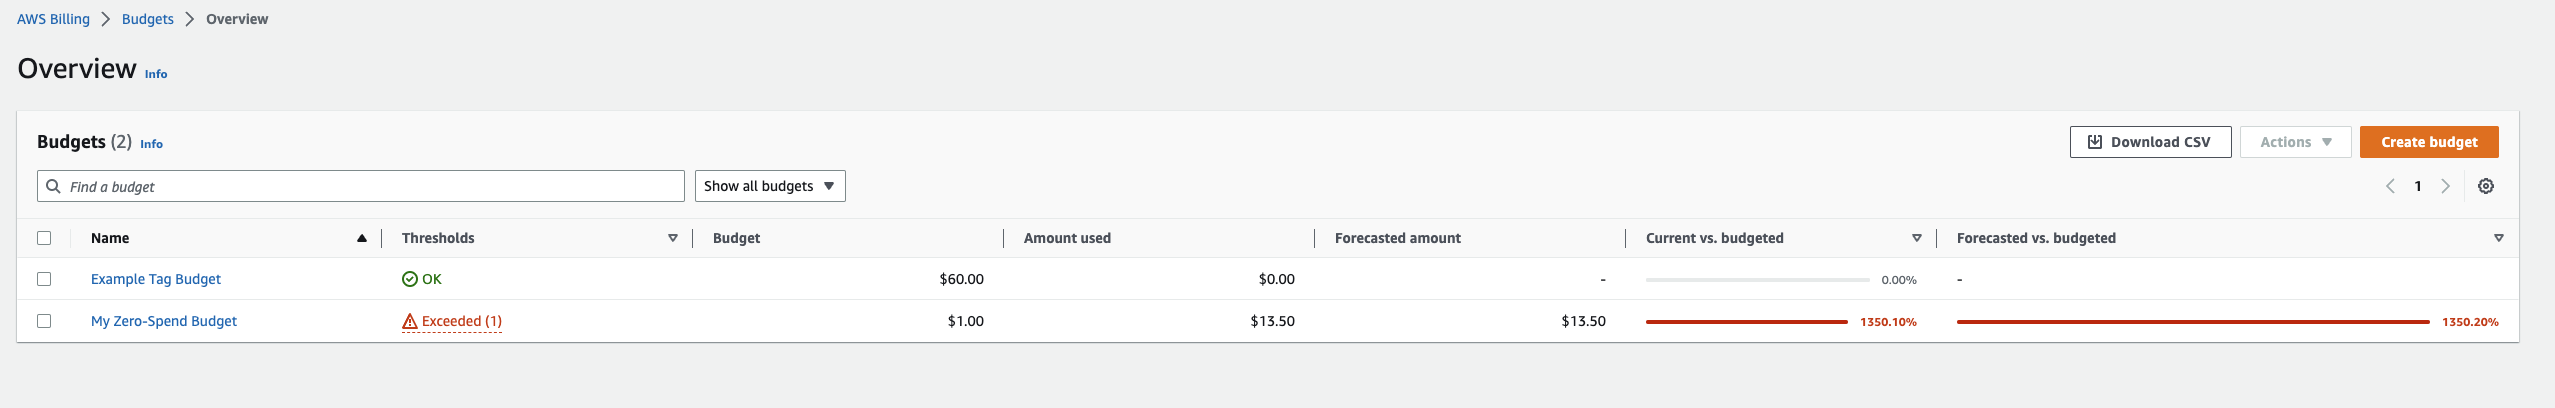 AWS Billing > Budgets > Overview
Overview Info
Budgets (2) Info
Download CSV Actions Create budget
Find a budget Show all budgets 1
Name Thresholds Budget Amount used Forecasted amount Current vs. budgeted Forecasted vs. budgeted
Example Tag Budget OK $60.00 $0.00 - 0.00% -
My Zero-Spend Budget Exceeded (1) $1.00 $13.50 $13.50 1350.10% 1350.20%